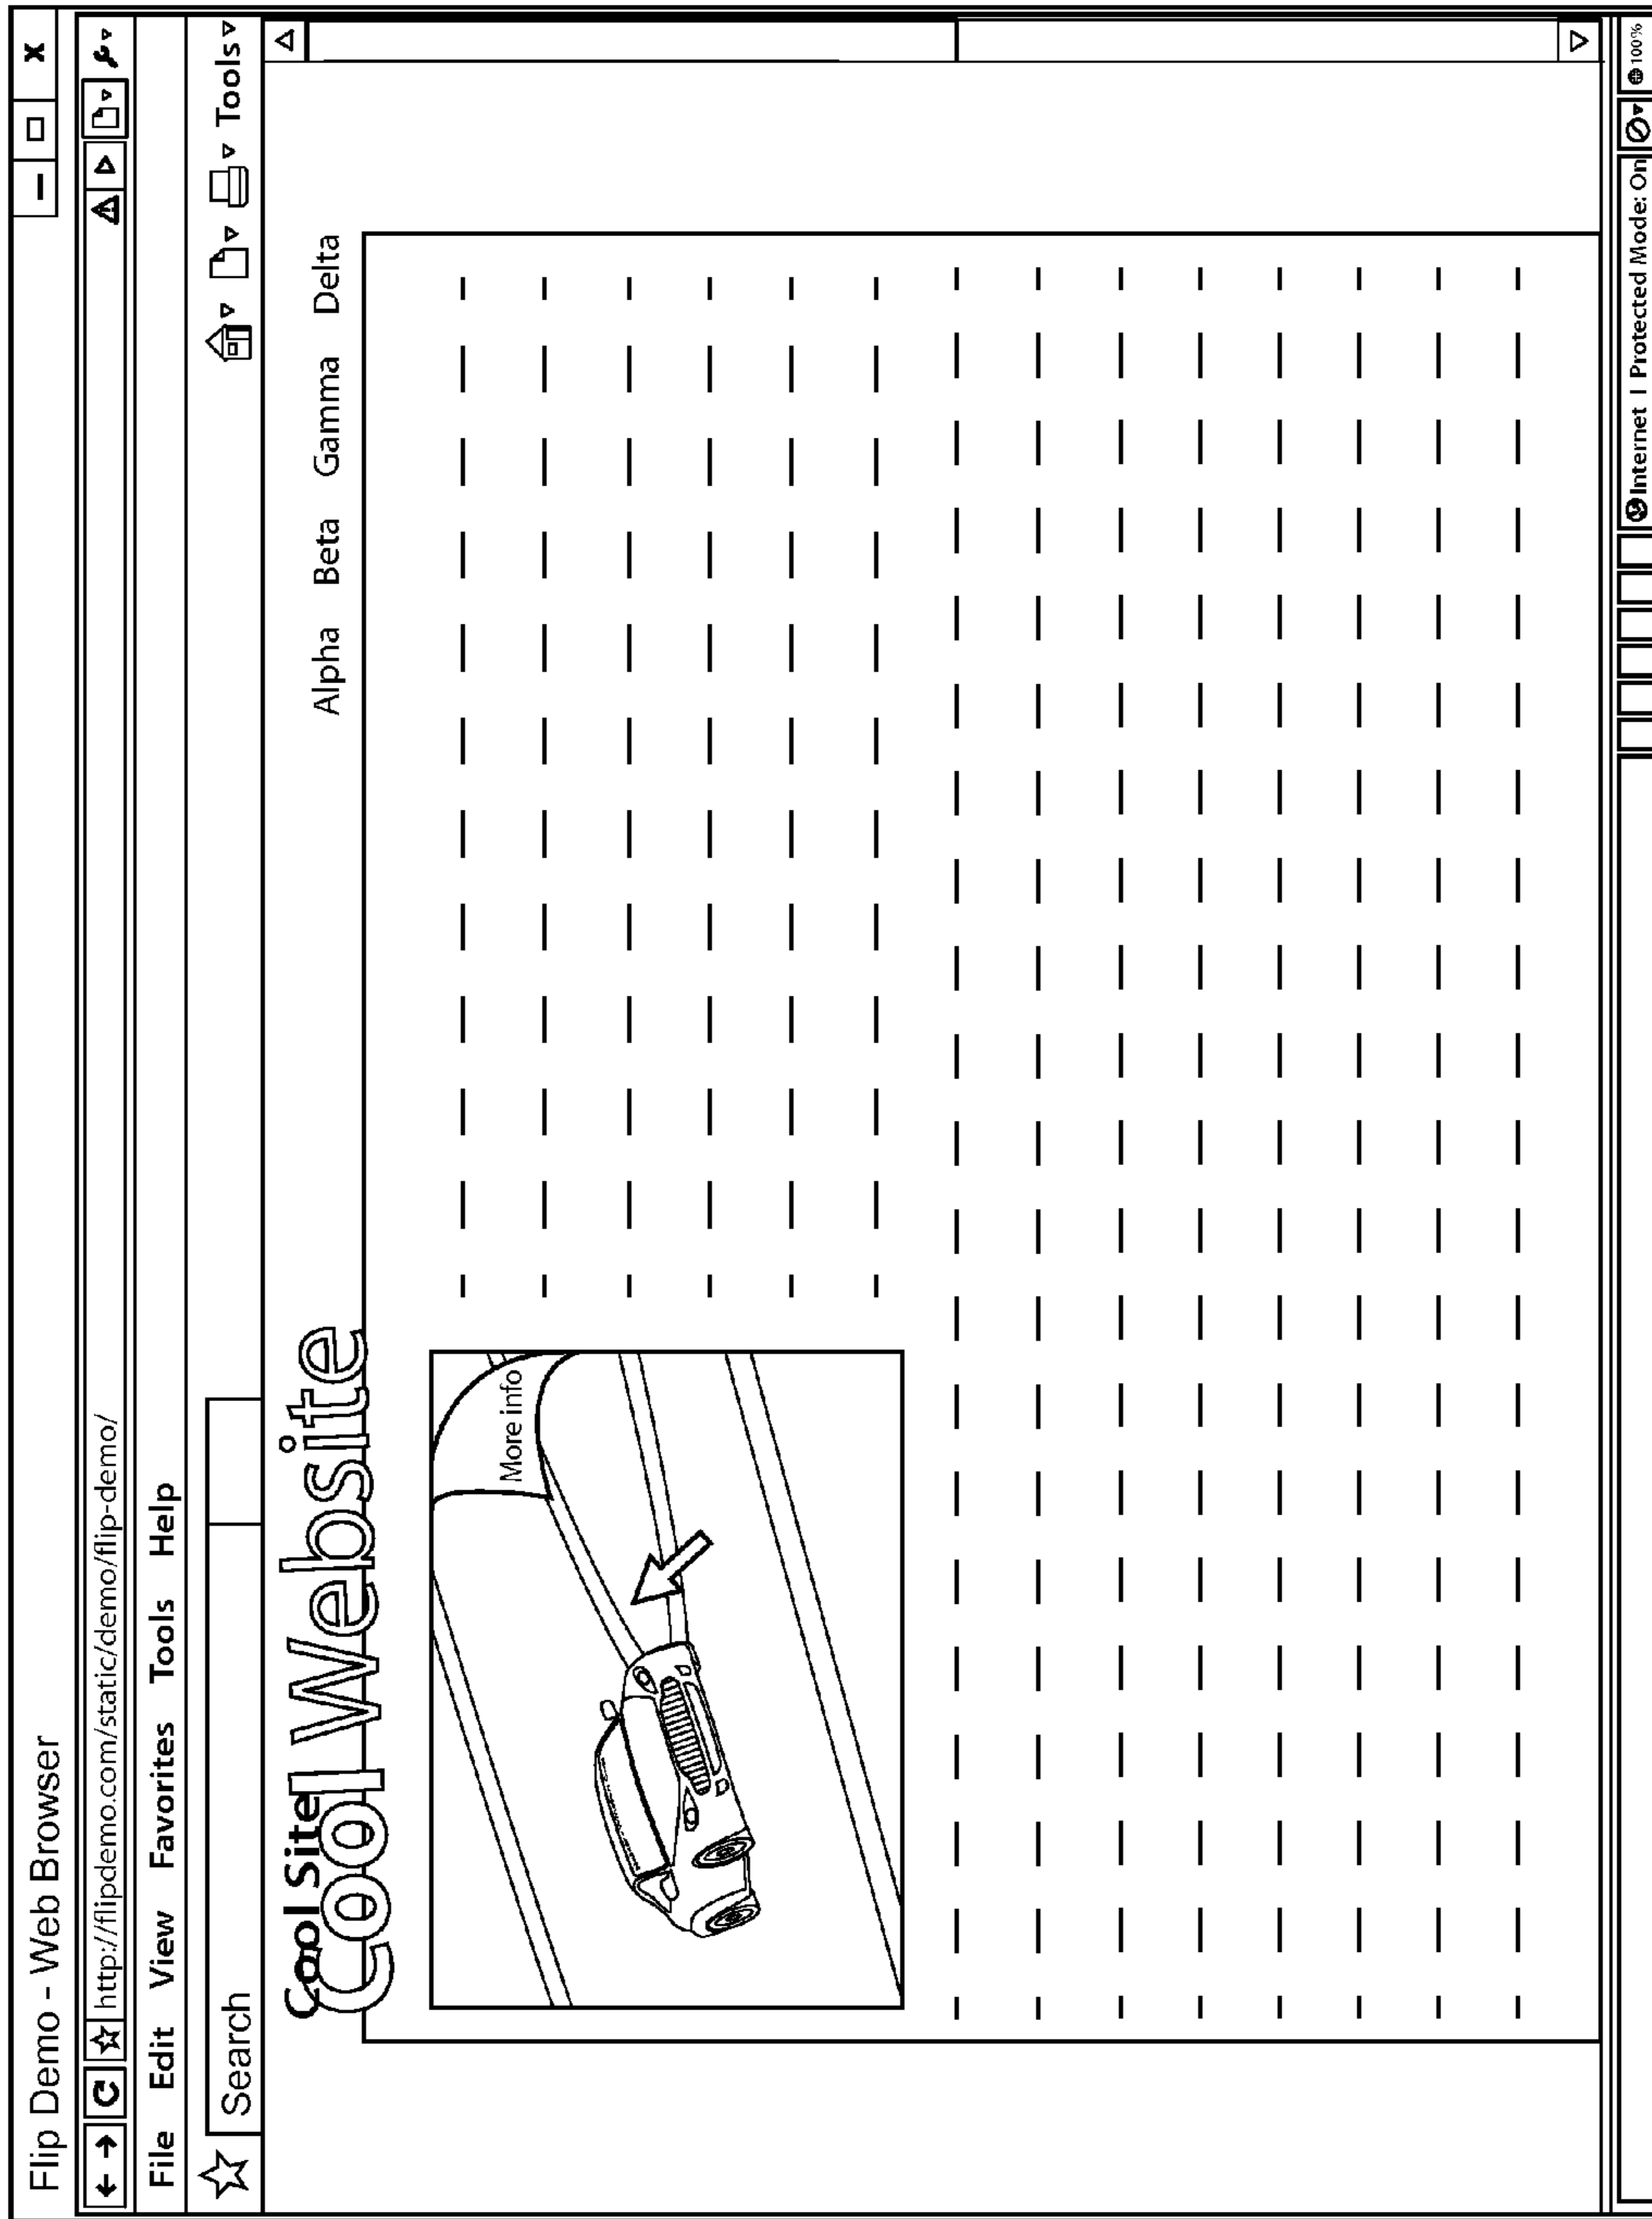 Flip Demo - Web Browser
http://flipdemo.com/static/demo/flip-demo/
File Edit View Favorites Tools Help
Search
Tools
Cool Site!
Cool Website
Alpha Beta Gamma Delta
More info
Internet | Protected Mode: On
100%